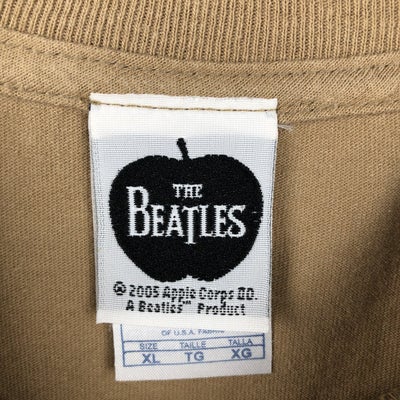 THE
BEATLES
© 2005 Apple Corps LTD.
A Beatles™ Product
OF U.S.A. FABRIC
SIZE TAILLE TALLA
XL TG XG